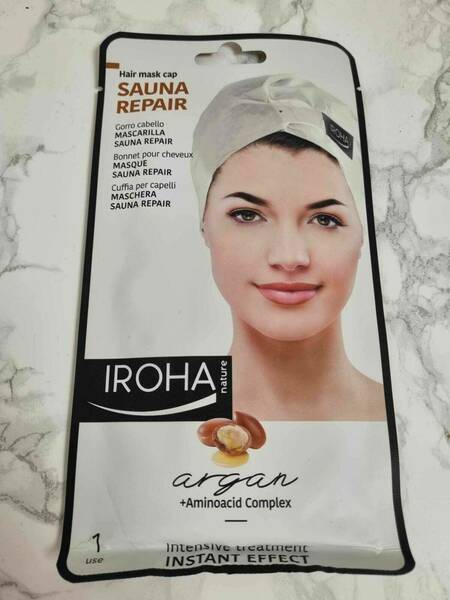 Hair mask cap
SAUNA
REPAIR
Gorro cabello
MASCARILLA
SAUNA REPAIR
Bonnet pour cheveux
MASQUE
SAUNA REPAIR
Cuffia per capelli
MASCHERA
SAUNA REPAIR
IROHA
IROHA
nature
argan
+Aminoacid Complex
1
use
Intensive treatment
INSTANT EFFECT